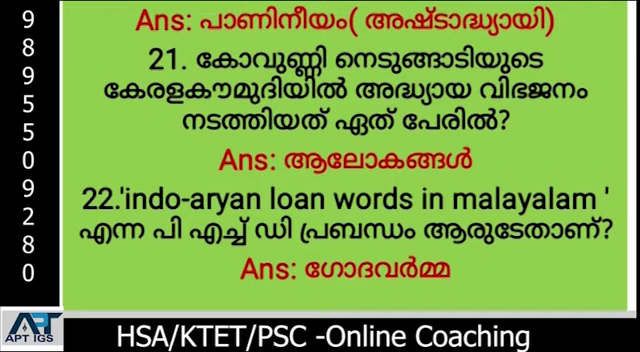 Ans: പാണിനീയം( അഷ്ടാദ്ധ്യായി)
21. കോവുണ്ണി നെടുങ്ങാടിയുടെ
കേരളകൗമുദിയിൽ അദ്ധ്യായ വിഭജനം
നടത്തിയത് ഏത് പേരിൽ?
Ans: ആലോകങ്ങൾ
22.'indo-aryan loan words in malayalam '
എന്ന പി എച്ച് ഡി പ്രബന്ധം ആരുടേതാണ്?
Ans: ഗോദവർമ്മ
9
8
9
5
5
0
9
2
8
0
APT
APT IGS
HSA/KTET/PSC -Online Coaching